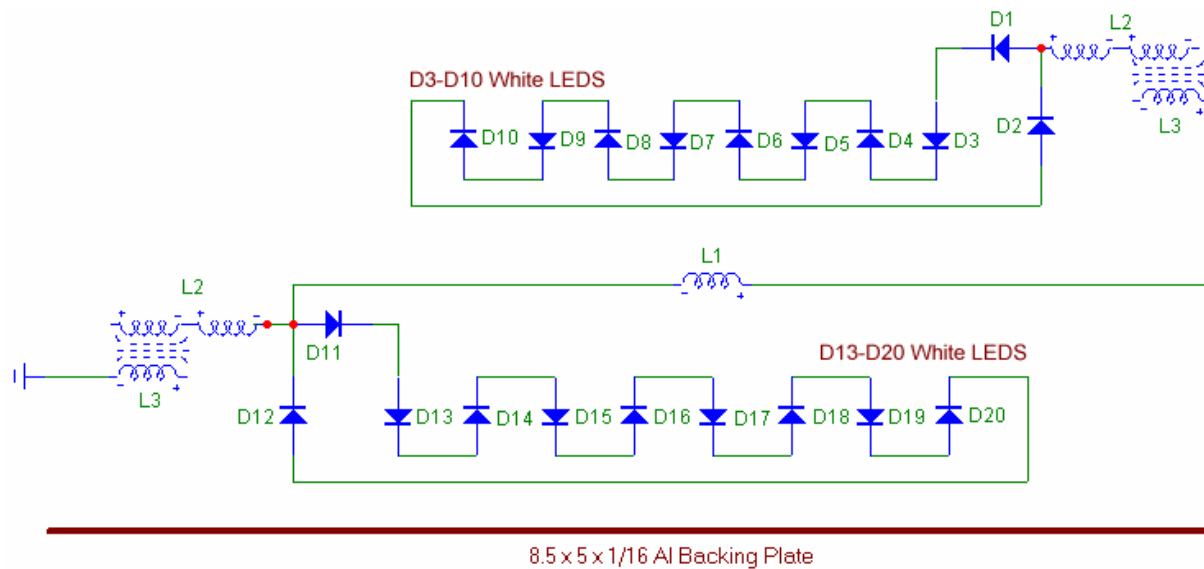 D1
L2
D3-D10 White LEDS
D10 D9 D8 D7 D6 D5 D4 D3 D2 L3
+ - + -
- +
L1
- +
L2
+ - + -
D11
D13-D20 White LEDS
- +
L3
D12 D13 D14 D15 D16 D17 D18 D19 D20
8.5 x 5 x 1/16 Al Backing Plate